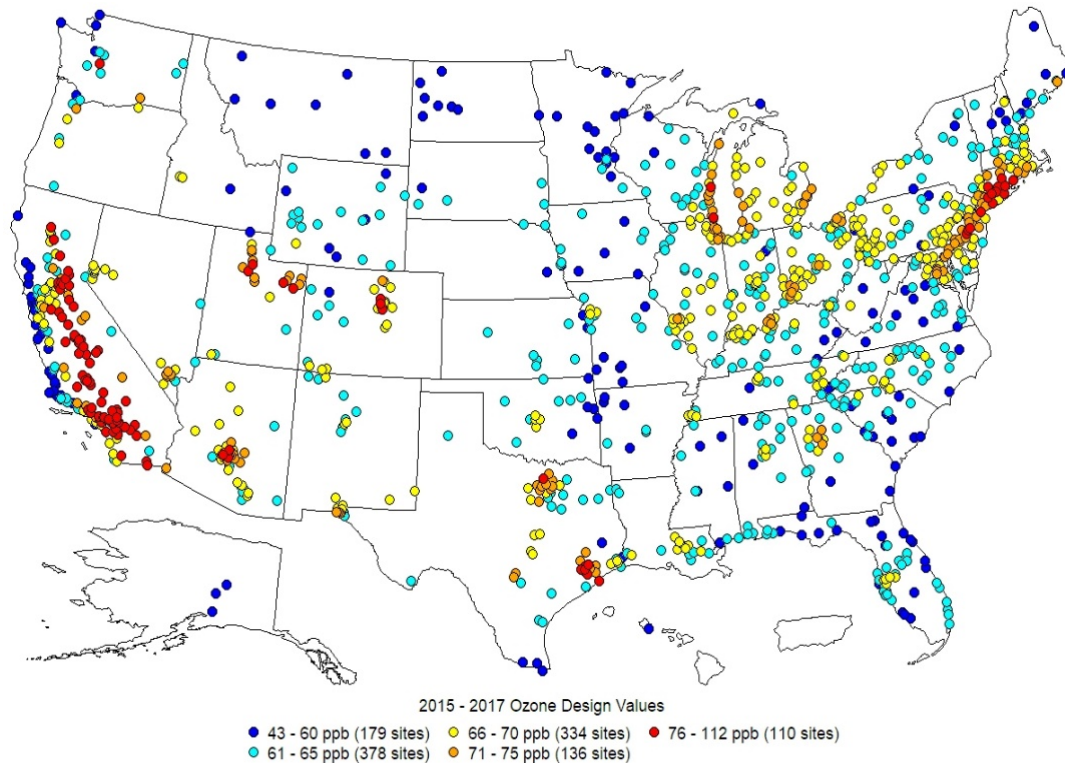 2015 - 2017 Ozone Design Values
43 - 60 ppb (179 sites) 66 - 70 ppb (334 sites) 76 - 112 ppb (110 sites)
61 - 65 ppb (378 sites) 71 - 75 ppb (136 sites)